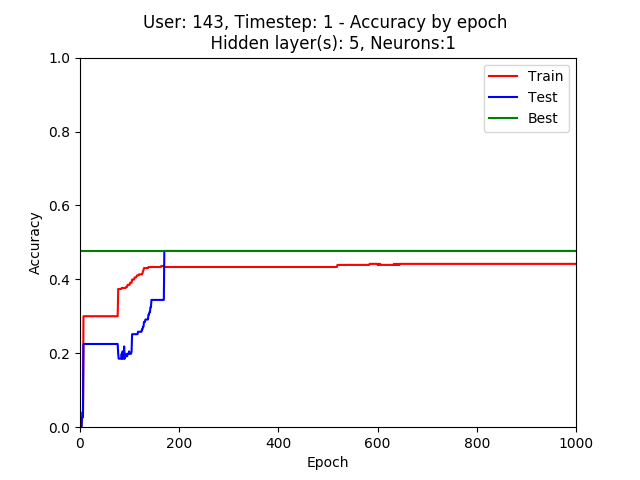 User: 143, Timestep: 1 - Accuracy by epoch
Hidden layer(s): 5, Neurons:1
1.0
0.8
0.6
0.4
0.2
0.0
Accuracy
Train
Test
Best
0 200 400 600 800 1000
Epoch